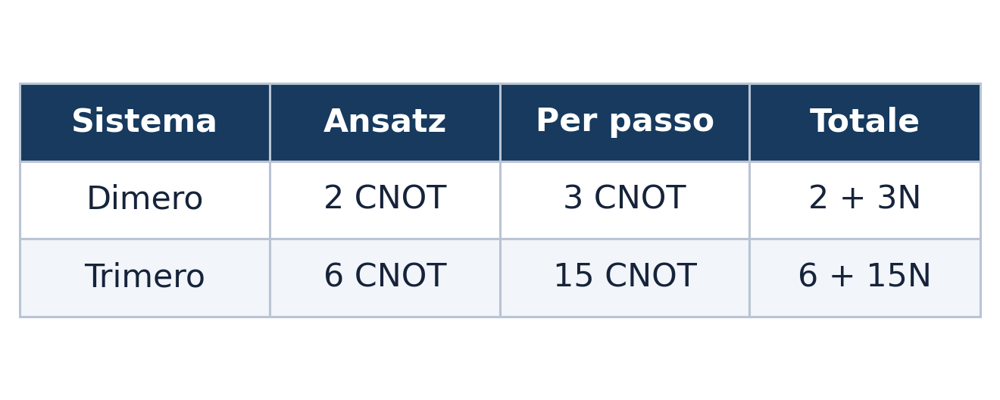 Sistema Ansatz Per passo Totale
Dimero 2 CNOT 3 CNOT 2 + 3N
Trimero 6 CNOT 15 CNOT 6 + 15N